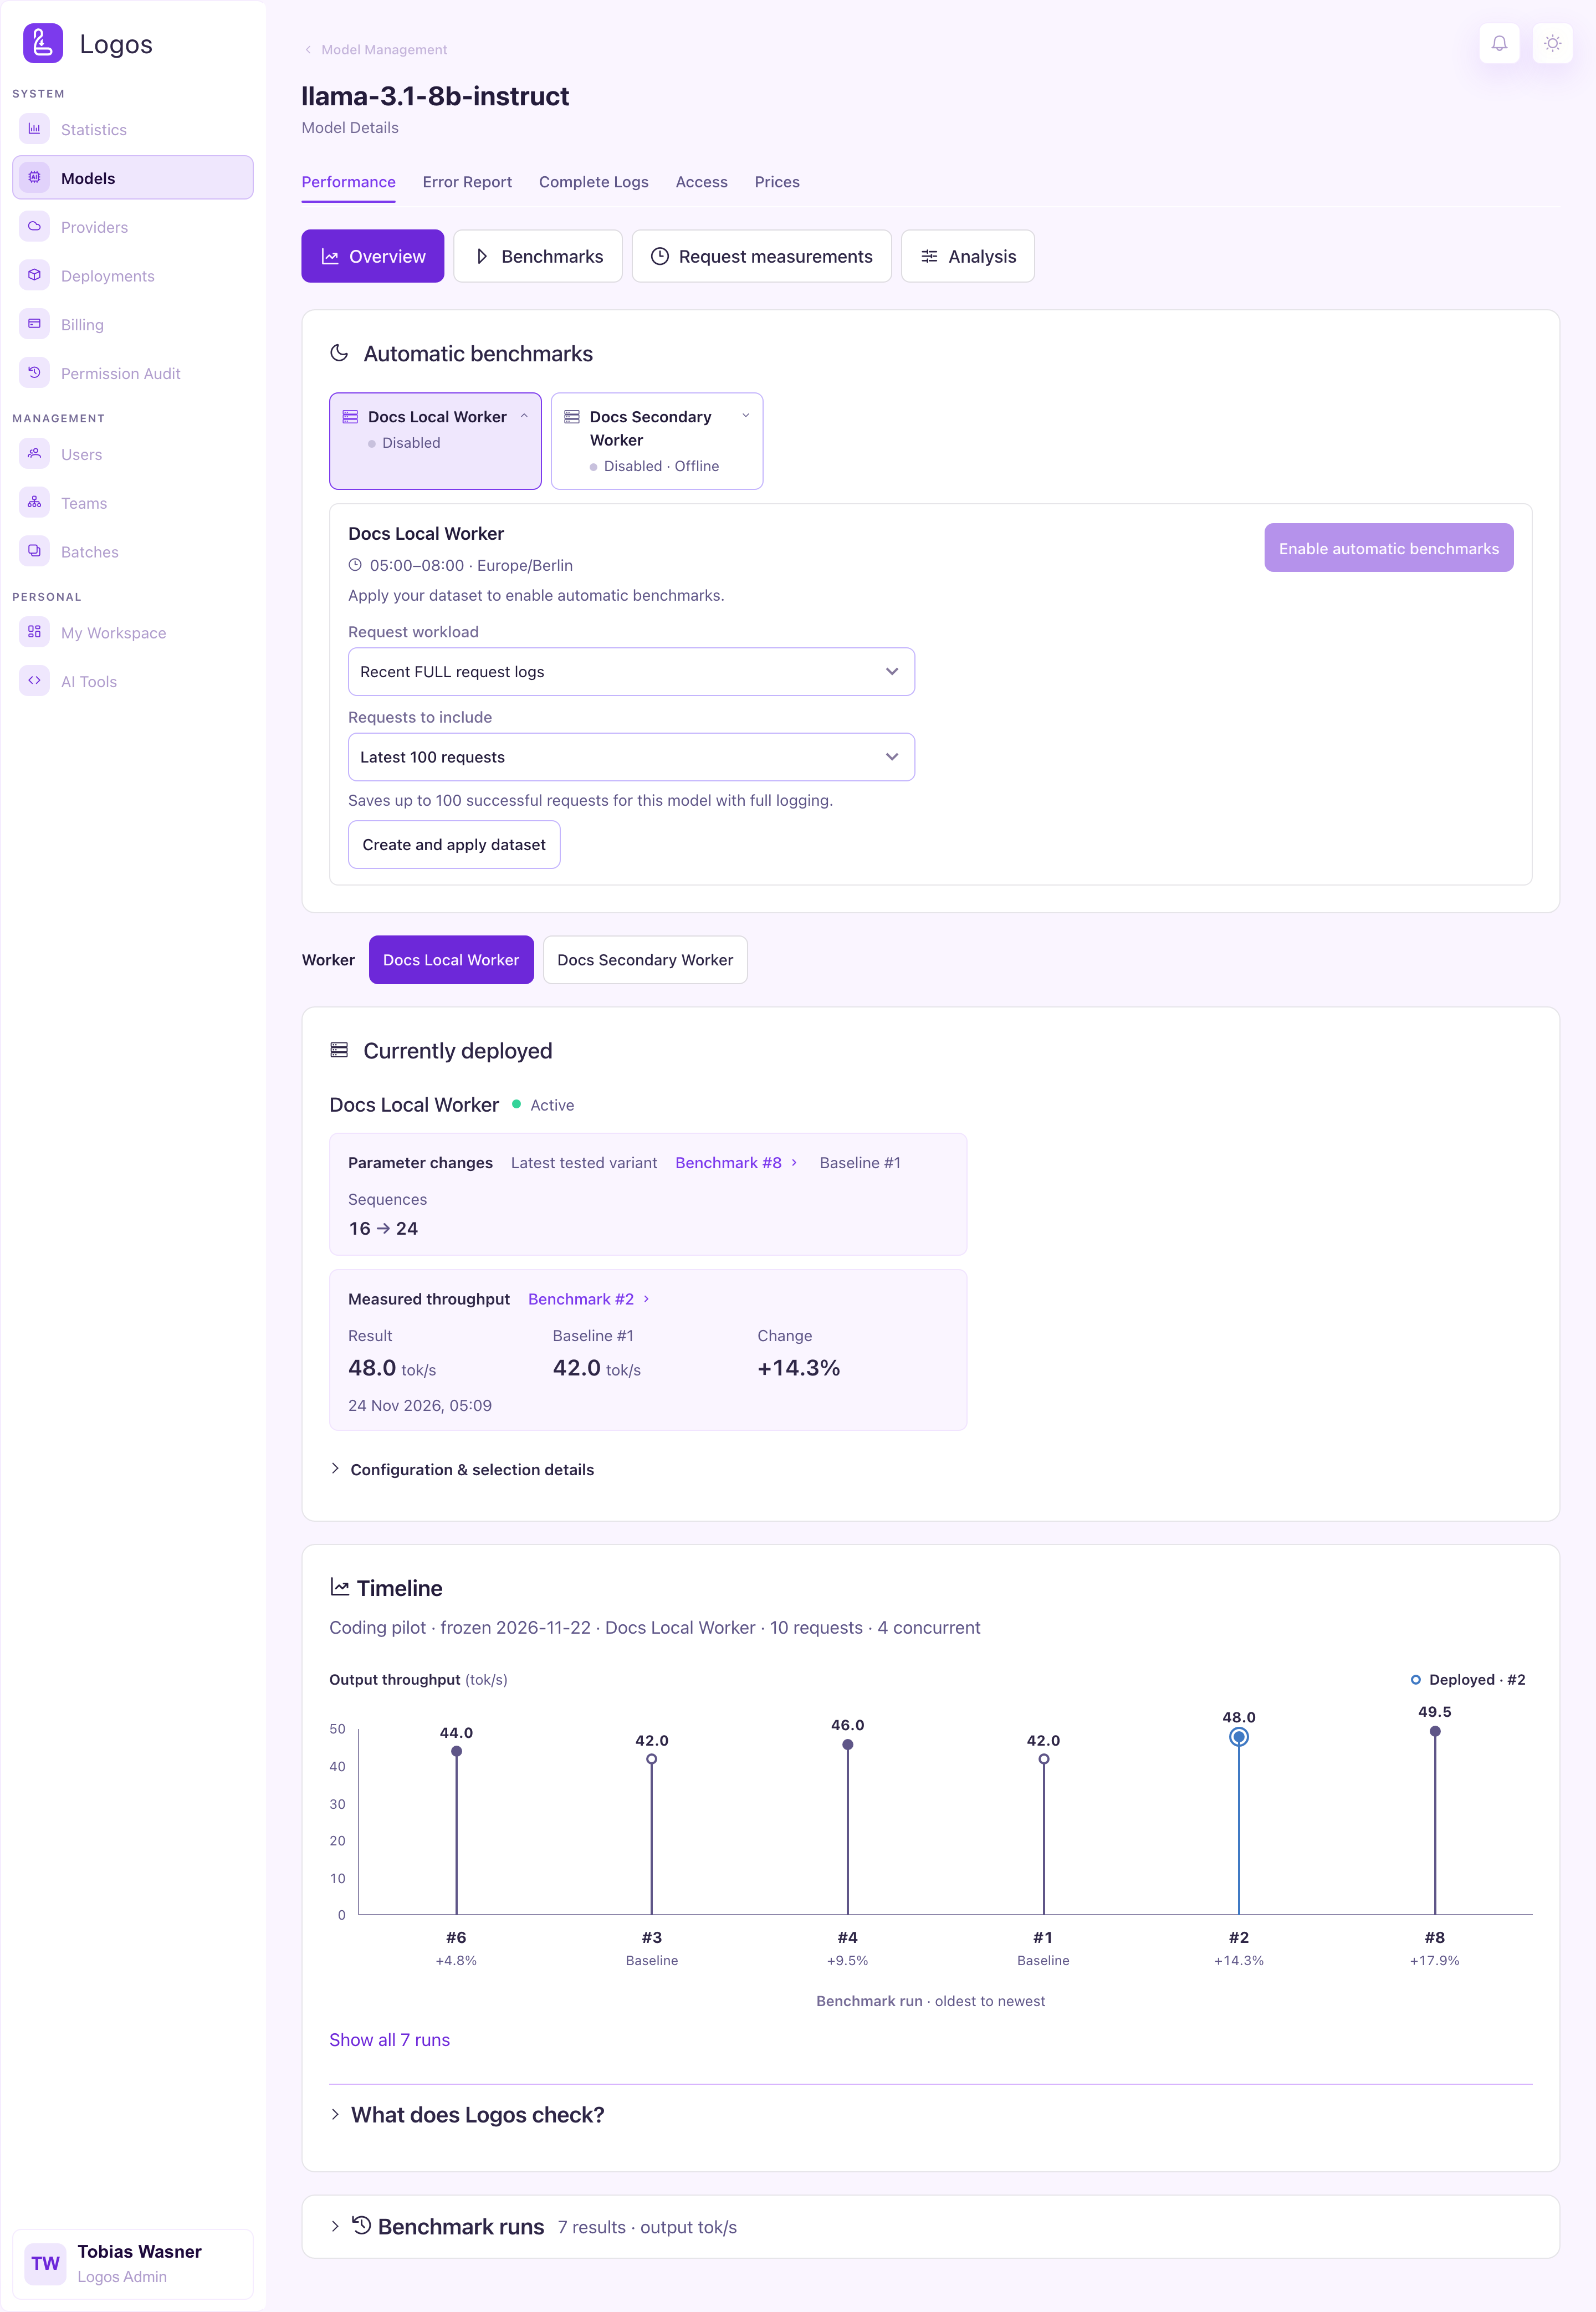 Logos
SYSTEM
Statistics
Models
Providers
Deployments
Billing
Permission Audit
MANAGEMENT
Users
Teams
Batches
PERSONAL
My Workspace
AI Tools
TW
Tobias Wasner
Logos Admin
Model Management
llama-3.1-8b-instruct
Model Details
Performance Error Report Complete Logs Access Prices
Overview Benchmarks Request measurements Analysis
Automatic benchmarks
Docs Local Worker
Disabled
Docs Secondary
Worker
Disabled · Offline
Docs Local Worker
Enable automatic benchmarks
05:00–08:00 · Europe/Berlin
Apply your dataset to enable automatic benchmarks.
Request workload
Recent FULL request logs
Requests to include
Latest 100 requests
Saves up to 100 successful requests for this model with full logging.
Create and apply dataset
Worker Docs Local Worker Docs Secondary Worker
Currently deployed
Docs Local Worker Active
Parameter changes Latest tested variant Benchmark #8 Baseline #1
Sequences
16 → 24
Measured throughput Benchmark #2
Result Baseline #1 Change
48.0 tok/s 42.0 tok/s +14.3%
24 Nov 2026, 05:09
Configuration & selection details
Timeline
Coding pilot · frozen 2026-11-22 · Docs Local Worker · 10 requests · 4 concurrent
Output throughput (tok/s) Deployed · #2
50
40
30
20
10
0
44.0 42.0 46.0 42.0 48.0 49.5
#6 #3 #4 #1 #2 #8
+4.8% Baseline +9.5% Baseline +14.3% +17.9%
Benchmark run · oldest to newest
Show all 7 runs
What does Logos check?
Benchmark runs 7 results · output tok/s